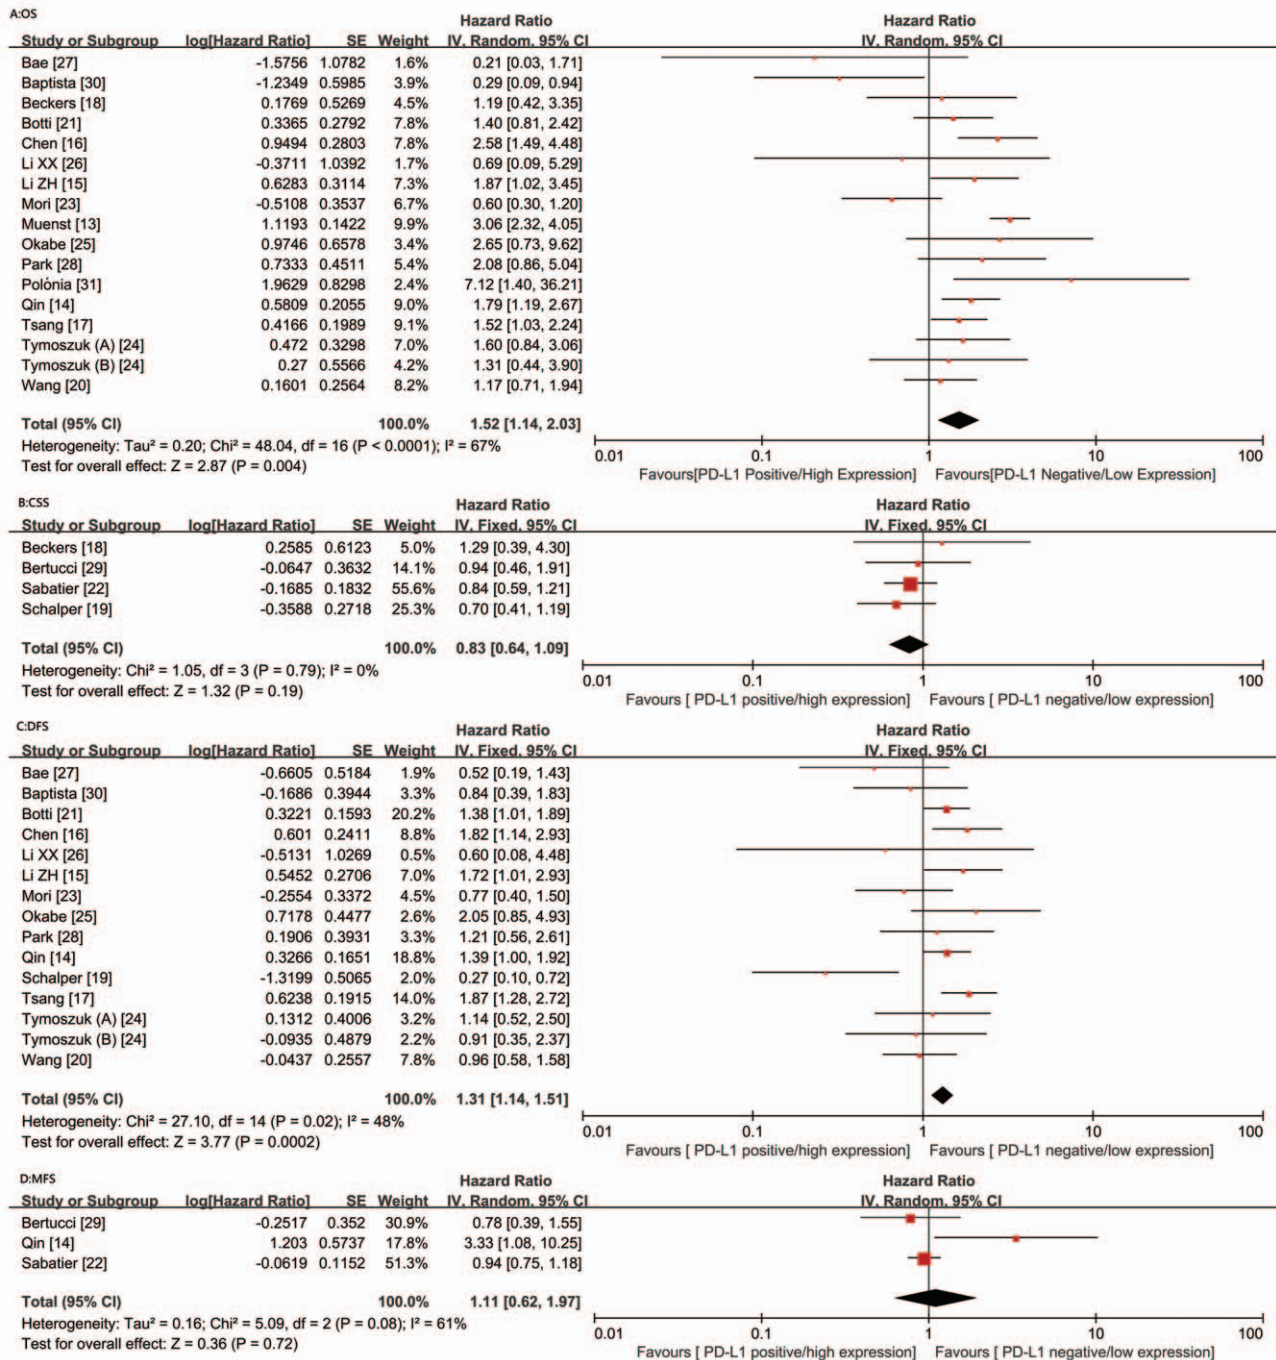 A:OS
Hazard Ratio Hazard Ratio
Study or Subgroup log[Hazard Ratio] SE Weight IV, Random, 95% CI IV, Random, 95% CI
Bae [27] -1.5756 1.0782 1.6% 0.21 [0.03, 1.71]
Baptista [30] -1.2349 0.5985 3.9% 0.29 [0.09, 0.94]
Beckers [18] 0.1769 0.5269 4.5% 1.19 [0.42, 3.35]
Botti [21] 0.3365 0.2792 7.8% 1.40 [0.81, 2.42]
Chen [16] 0.9494 0.2803 7.8% 2.58 [1.49, 4.48]
Li XX [26] -0.3711 1.0392 1.7% 0.69 [0.09, 5.29]
Li ZH [15] 0.6283 0.3114 7.3% 1.87 [1.02, 3.45]
Mori [23] -0.5108 0.3537 6.7% 0.60 [0.30, 1.20]
Muenst [13] 1.1193 0.1422 9.9% 3.06 [2.32, 4.05]
Okabe [25] 0.9746 0.6578 3.4% 2.65 [0.73, 9.62]
Park [28] 0.7333 0.4511 5.4% 2.08 [0.86, 5.04]
Polónia [31] 1.9629 0.8298 2.4% 7.12 [1.40, 36.21]
Qin [14] 0.5809 0.2055 9.0% 1.79 [1.19, 2.67]
Tsang [17] 0.4166 0.1989 9.1% 1.52 [1.03, 2.24]
Tymoszuk (A) [24] 0.472 0.3298 7.0% 1.60 [0.84, 3.06]
Tymoszuk (B) [24] 0.27 0.5566 4.2% 1.31 [0.44, 3.90]
Wang [20] 0.1601 0.2564 8.2% 1.17 [0.71, 1.94]
Total (95% CI) 100.0% 1.52 [1.14, 2.03]
Heterogeneity: Tau² = 0.20; Chi² = 48.04, df = 16 (P < 0.0001); I² = 67%
Test for overall effect: Z = 2.87 (P = 0.004)
0.01 0.1 1 10 100
Favours[PD-L1 Positive/High Expression] Favours[PD-L1 Negative/Low Expression]
B:CSS
Hazard Ratio Hazard Ratio
Study or Subgroup log[Hazard Ratio] SE Weight IV, Fixed, 95% CI IV, Fixed, 95% CI
Beckers [18] 0.2585 0.6123 5.0% 1.29 [0.39, 4.30]
Bertucci [29] -0.0647 0.3632 14.1% 0.94 [0.46, 1.91]
Sabatier [22] -0.1685 0.1832 55.6% 0.84 [0.59, 1.21]
Schalper [19] -0.3588 0.2718 25.3% 0.70 [0.41, 1.19]
Total (95% CI) 100.0% 0.83 [0.64, 1.09]
Heterogeneity: Chi² = 1.05, df = 3 (P = 0.79); I² = 0%
Test for overall effect: Z = 1.32 (P = 0.19)
0.01 0.1 1 10 100
Favours [ PD-L1 positive/high expression] Favours [ PD-L1 negative/low expression]
C:DFS
Hazard Ratio Hazard Ratio
Study or Subgroup log[Hazard Ratio] SE Weight IV, Fixed, 95% CI IV, Fixed, 95% CI
Bae [27] -0.6605 0.5184 1.9% 0.52 [0.19, 1.43]
Baptista [30] -0.1686 0.3944 3.3% 0.84 [0.39, 1.83]
Botti [21] 0.3221 0.1593 20.2% 1.38 [1.01, 1.89]
Chen [16] 0.601 0.2411 8.8% 1.82 [1.14, 2.93]
Li XX [26] -0.5131 1.0269 0.5% 0.60 [0.08, 4.48]
Li ZH [15] 0.5452 0.2706 7.0% 1.72 [1.01, 2.93]
Mori [23] -0.2554 0.3372 4.5% 0.77 [0.40, 1.50]
Okabe [25] 0.7178 0.4477 2.6% 2.05 [0.85, 4.93]
Park [28] 0.1906 0.3931 3.3% 1.21 [0.56, 2.61]
Qin [14] 0.3266 0.1651 18.8% 1.39 [1.00, 1.92]
Schalper [19] -1.3199 0.5065 2.0% 0.27 [0.10, 0.72]
Tsang [17] 0.6238 0.1915 14.0% 1.87 [1.28, 2.72]
Tymoszuk (A) [24] 0.1312 0.4006 3.2% 1.14 [0.52, 2.50]
Tymoszuk (B) [24] -0.0935 0.4879 2.2% 0.91 [0.35, 2.37]
Wang [20] -0.0437 0.2557 7.8% 0.96 [0.58, 1.58]
Total (95% CI) 100.0% 1.31 [1.14, 1.51]
Heterogeneity: Chi² = 27.10, df = 14 (P = 0.02); I² = 48%
Test for overall effect: Z = 3.77 (P = 0.0002)
0.01 0.1 1 10 100
Favours [ PD-L1 positive/high expression] Favours [ PD-L1 negative/low expression]
D:MFS
Hazard Ratio Hazard Ratio
Study or Subgroup log[Hazard Ratio] SE Weight IV, Random, 95% CI IV, Random, 95% CI
Bertucci [29] -0.2517 0.352 30.9% 0.78 [0.39, 1.55]
Qin [14] 1.203 0.5737 17.8% 3.33 [1.08, 10.25]
Sabatier [22] -0.0619 0.1152 51.3% 0.94 [0.75, 1.18]
Total (95% CI) 100.0% 1.11 [0.62, 1.97]
Heterogeneity: Tau² = 0.16; Chi² = 5.09, df = 2 (P = 0.08); I² = 61%
Test for overall effect: Z = 0.36 (P = 0.72)
0.01 0.1 1 10 100
Favours [ PD-L1 positive/high expression] Favours [ PD-L1 negative/low expression]